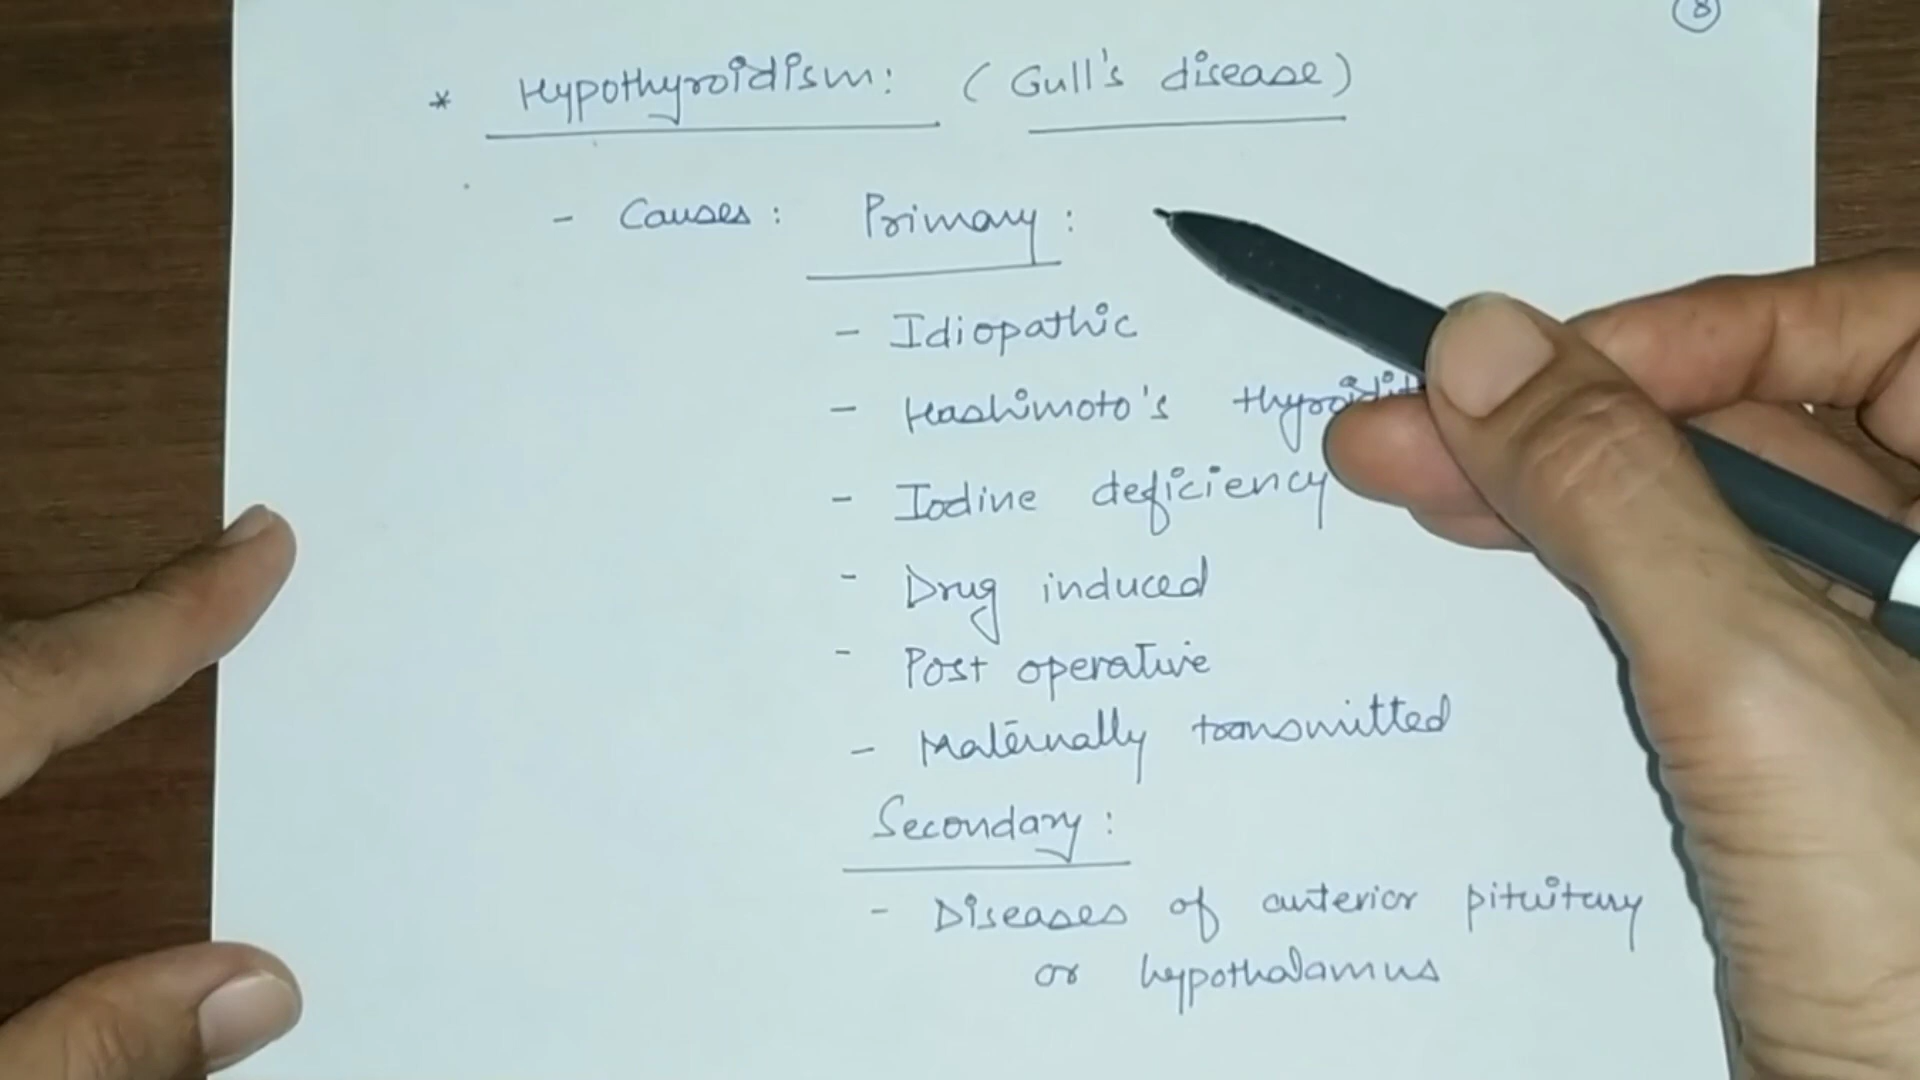 8
* Hypothyroidism: (Gull's disease)
- Causes: Primary:
- Idiopathic
- Hashimoto's
- Iodine deficiency
- Drug induced
- Post operative
- Maternally transmitted
Secondary:
- Diseases of anterior pituitary
or hypothalamus